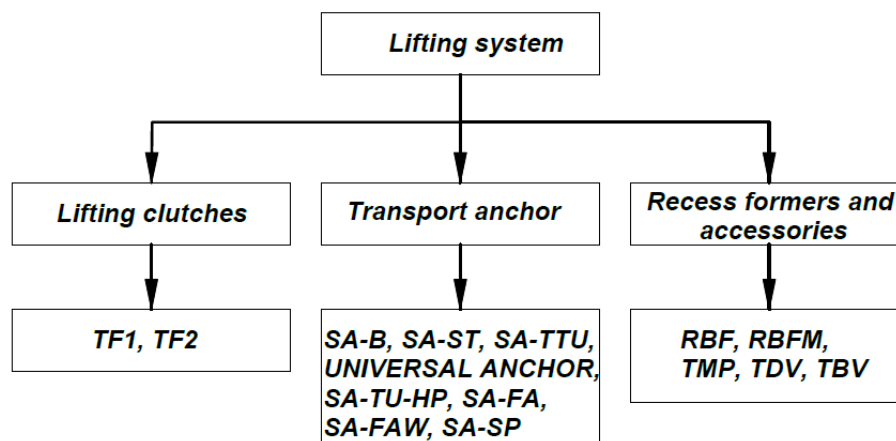 Lifting system
Lifting clutches
Transport anchor
Recess formers and
accessories
TF1, TF2
SA-B, SA-ST, SA-TTU,
UNIVERSAL ANCHOR,
SA-TU-HP, SA-FA,
SA-FAW, SA-SP
RBF, RBFM,
TMP, TDV, TBV